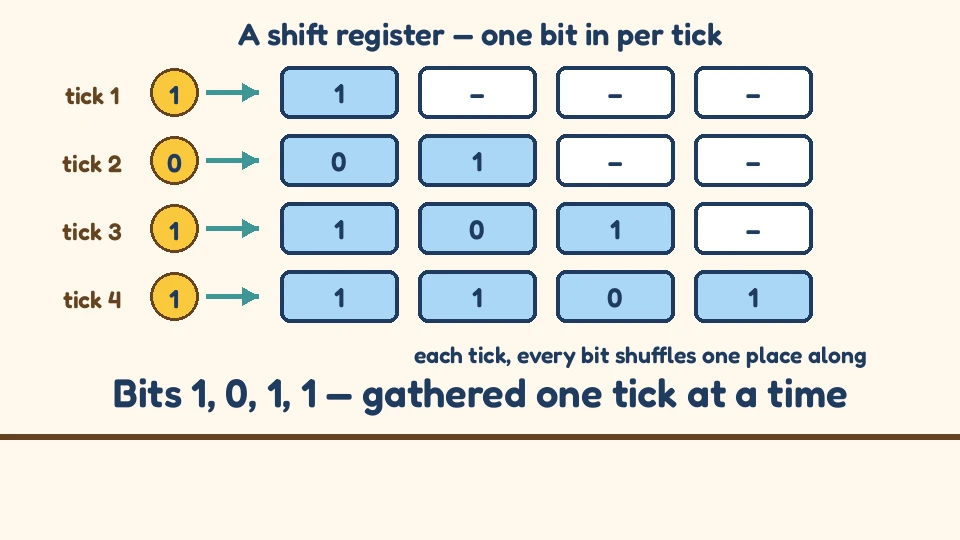 A shift register — one bit in per tick
tick 1 1 1 – – –
tick 2 0 0 1 – –
tick 3 1 1 0 1 –
tick 4 1 1 1 0 1
each tick, every bit shuffles one place along
Bits 1, 0, 1, 1 — gathered one tick at a time